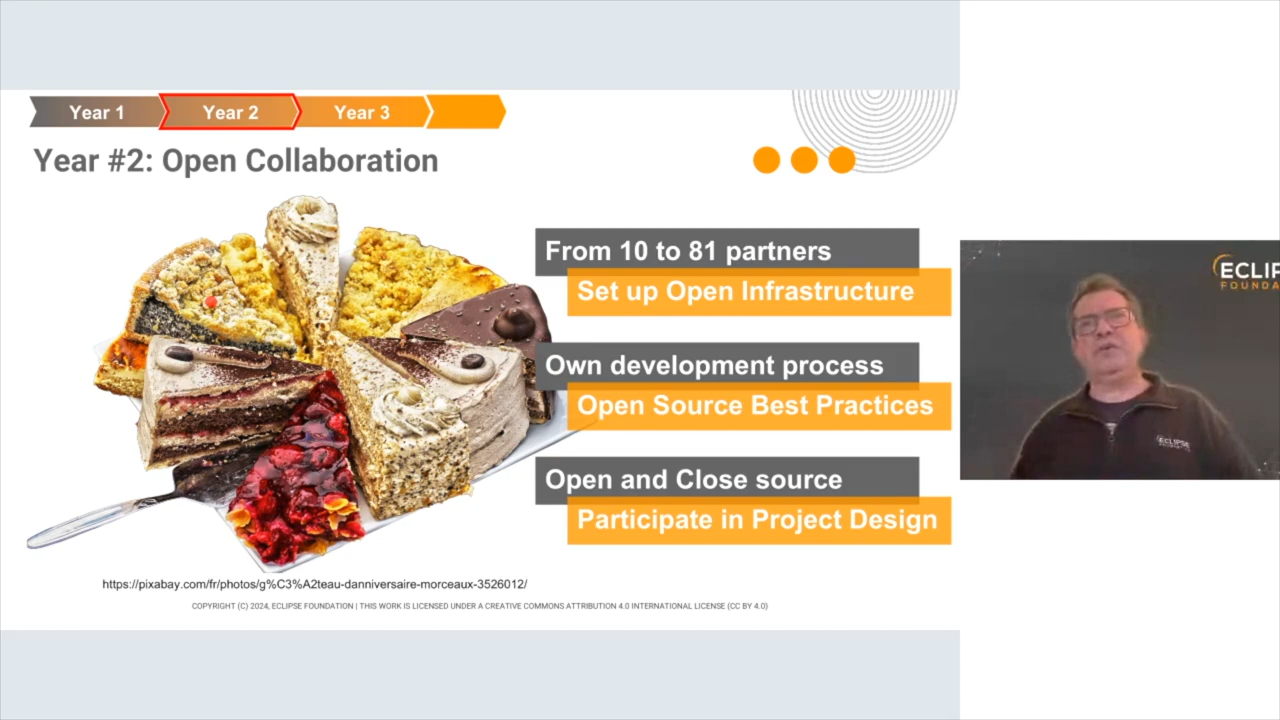 Year 1
Year 2
Year 3
Year #2: Open Collaboration
From 10 to 81 partners
Set up Open Infrastructure
Own development process
Open Source Best Practices
Open and Close source
Participate in Project Design
https://pixabay.com/fr/photos/g%C3%A2teau-danniversaire-morceaux-3526012/
COPYRIGHT (C) 2024, ECLIPSE FOUNDATION | THIS WORK IS LICENSED UNDER A CREATIVE COMMONS ATTRIBUTION 4.0 INTERNATIONAL LICENSE (CC BY 4.0)
ECLIP
FOUNDA
ECLIPSE